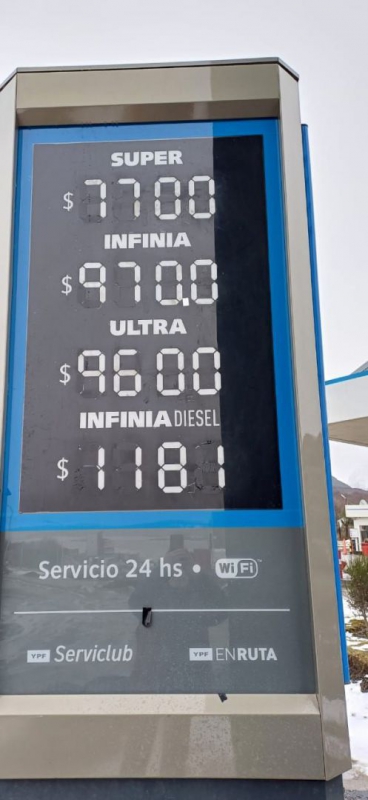 SUPER
$ 7700
INFINIA
$ 970.0
ULTRA
$ 9600
INFINIA DIESEL
$ 1181
Servicio 24 hs • WiFi
YPF Serviclub
YPF ENRUTA